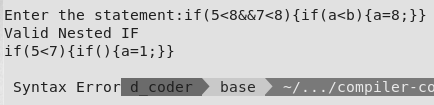 Enter the statement:if(5<8&&7<8){if(a<b){a=8;}}
Valid Nested IF
if(5<7){if(){a=1;}}
Syntax Error d_coder base ~/.../compiler-co